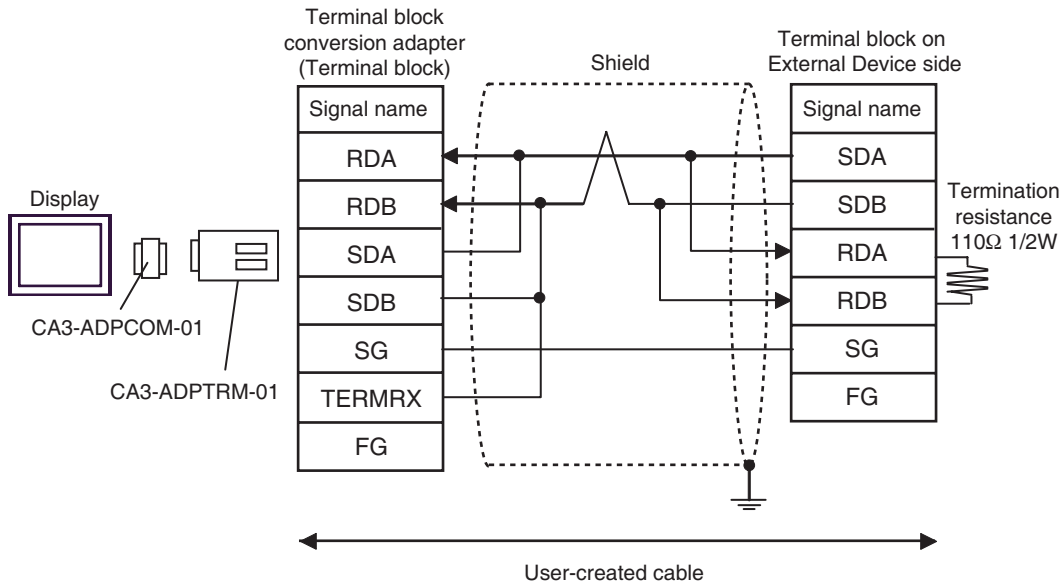 Terminal block
conversion adapter
(Terminal block)
Shield
Terminal block on
External Device side
Signal name
RDA
RDB
SDA
SDB
SG
TERMRX
FG
Signal name
SDA
SDB
RDA
RDB
SG
FG
Termination
resistance
110Ω 1/2W
Display
CA3-ADPCOM-01
CA3-ADPTRM-01
User-created cable